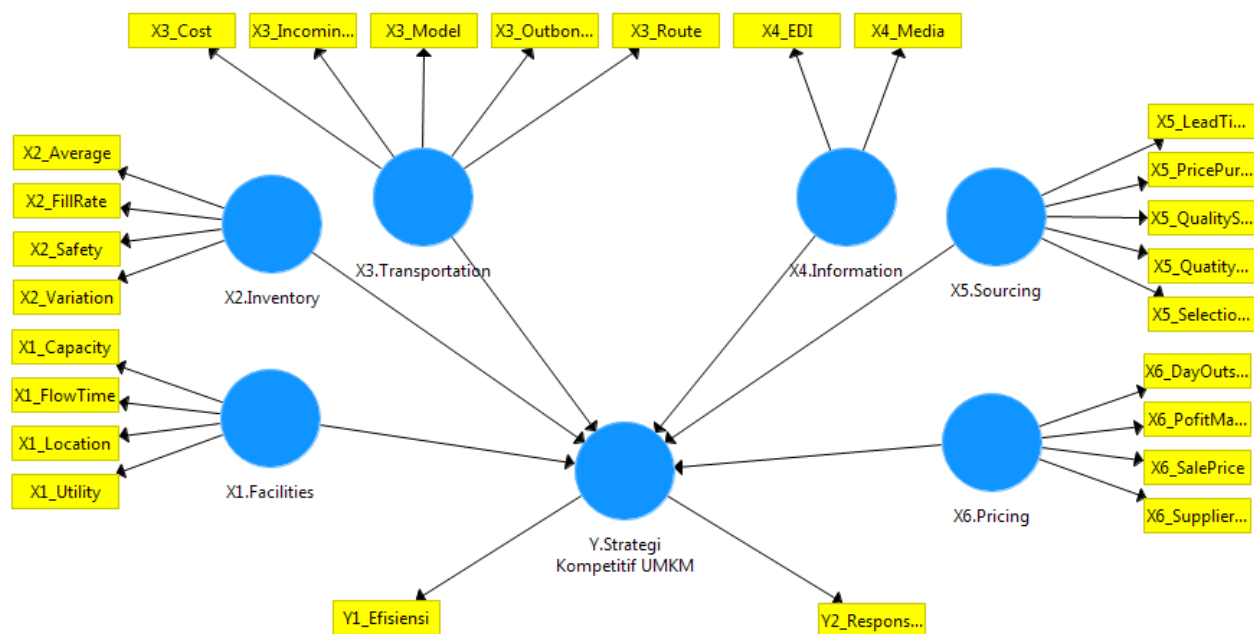 X3_Cost
X3_Incomin...
X3_Model
X3_Outbon...
X3_Route
X4_EDI
X4_Media
X2_Average
X2_FillRate
X2_Safety
X2_Variation
X2.Inventory
X3.Transportation
X4.Information
X5.Sourcing
X5_LeadTi...
X5_PricePur...
X5_QualityS...
X5_Quatity...
X5_Selectio...
X1_Capacity
X1_FlowTime
X1_Location
X1_Utility
X1.Facilities
Y.Strategi
Kompetitif UMKM
X6.Pricing
X6_DayOuts...
X6_PofitMa...
X6_SalePrice
X6_Supplier...
Y1_Efisiensi
Y2_Respons...